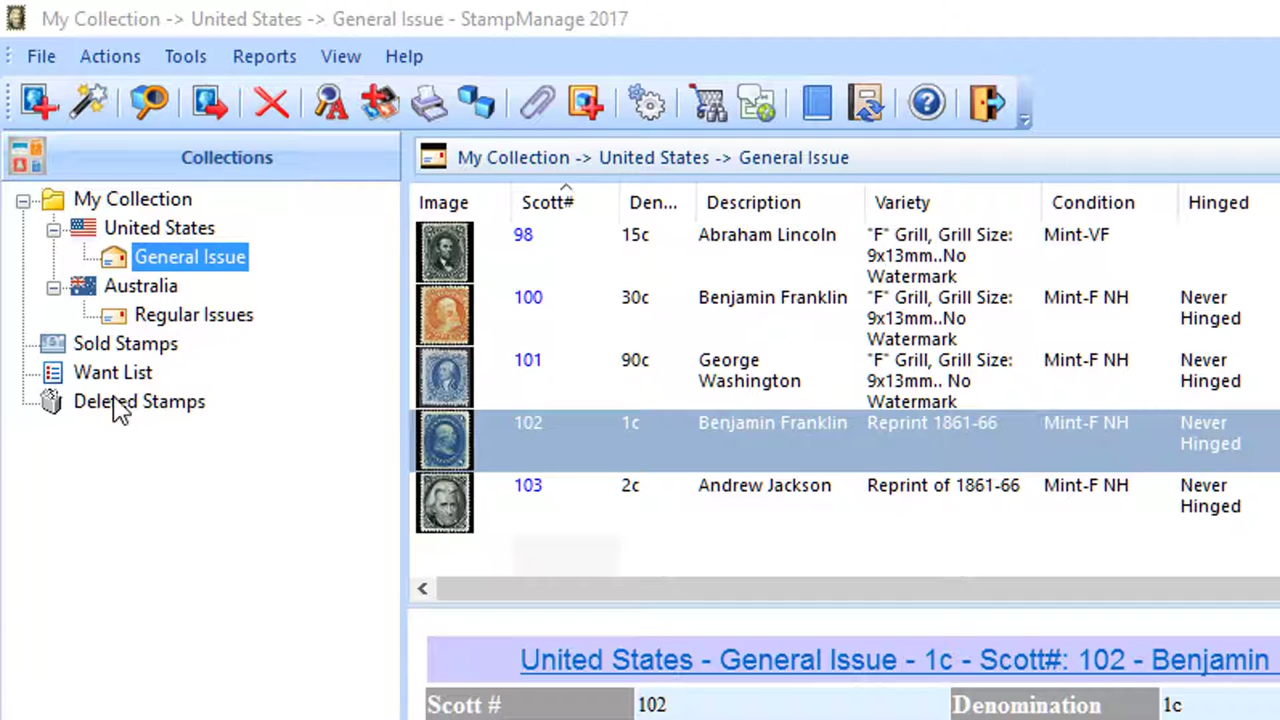 My Collection -> United States -> General Issue - StampManage 2017
File Actions Tools Reports View Help
Collections
My Collection
United States
General Issue
Australia
Regular Issues
Sold Stamps
Want List
Deleted Stamps
My Collection -> United States -> General Issue
Image Scott# Den... Description Variety Condition Hinged
98 15c Abraham Lincoln "F" Grill, Grill Size: Mint-VF
9x13mm..No
Watermark
100 30c Benjamin Franklin "F" Grill, Grill Size: Mint-F NH Never
9x13mm..No Hinged
Watermark
101 90c George "F" Grill, Grill Size: Mint-F NH Never
Washington 9x13mm.. No Hinged
Watermark
102 1c Benjamin Franklin Reprint 1861-66 Mint-F NH Never
Hinged
103 2c Andrew Jackson Reprint of 1861-66 Mint-F NH Never
Hinged
United States - General Issue - 1c - Scott#: 102 - Benjamin
Scott # 102 Denomination 1c